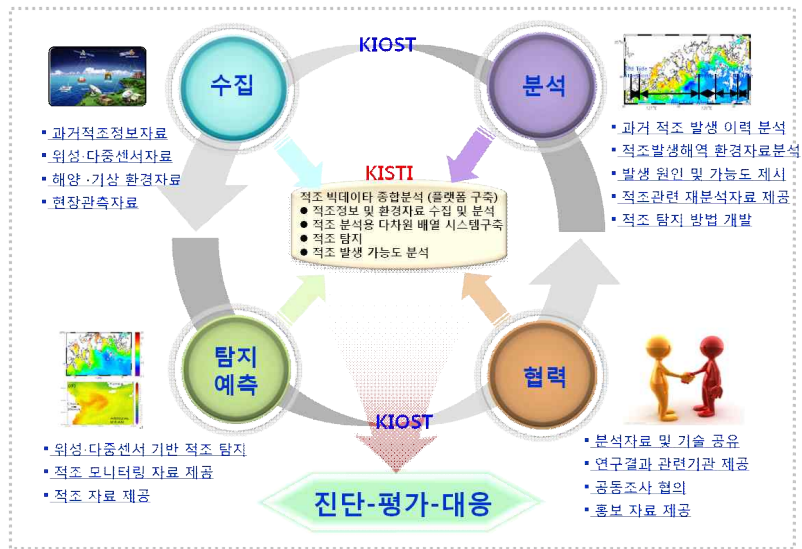 KIOST
수집
분석
▪ 과거적조정보자료
▪ 위성·다중센서자료
▪ 해양·기상 환경자료
▪ 현장관측자료
▪ 과거 적조 발생 이력 분석
▪ 적조발생해역 환경자료분석
▪ 발생 원인 및 가능도 제시
▪ 적조관련 재분석자료 제공
▪ 적조 탐지 방법 개발
KISTI
적조 빅데이타 종합분석 (플랫폼 구축)
● 적조정보 및 환경자료 수집 및 분석
● 적조 분석용 다차원 배열 시스템구축
● 적조 탐지
● 적조 발생 가능도 분석
탐지
예측
협력
KIOST
▪ 위성·다중센서 기반 적조 탐지
▪ 적조 모니터링 자료 제공
▪ 적조 자료 제공
▪ 분석자료 및 기술 공유
▪ 연구결과 관련기관 제공
▪ 공동조사 협의
▪ 홍보 자료 제공
진단-평가-대응